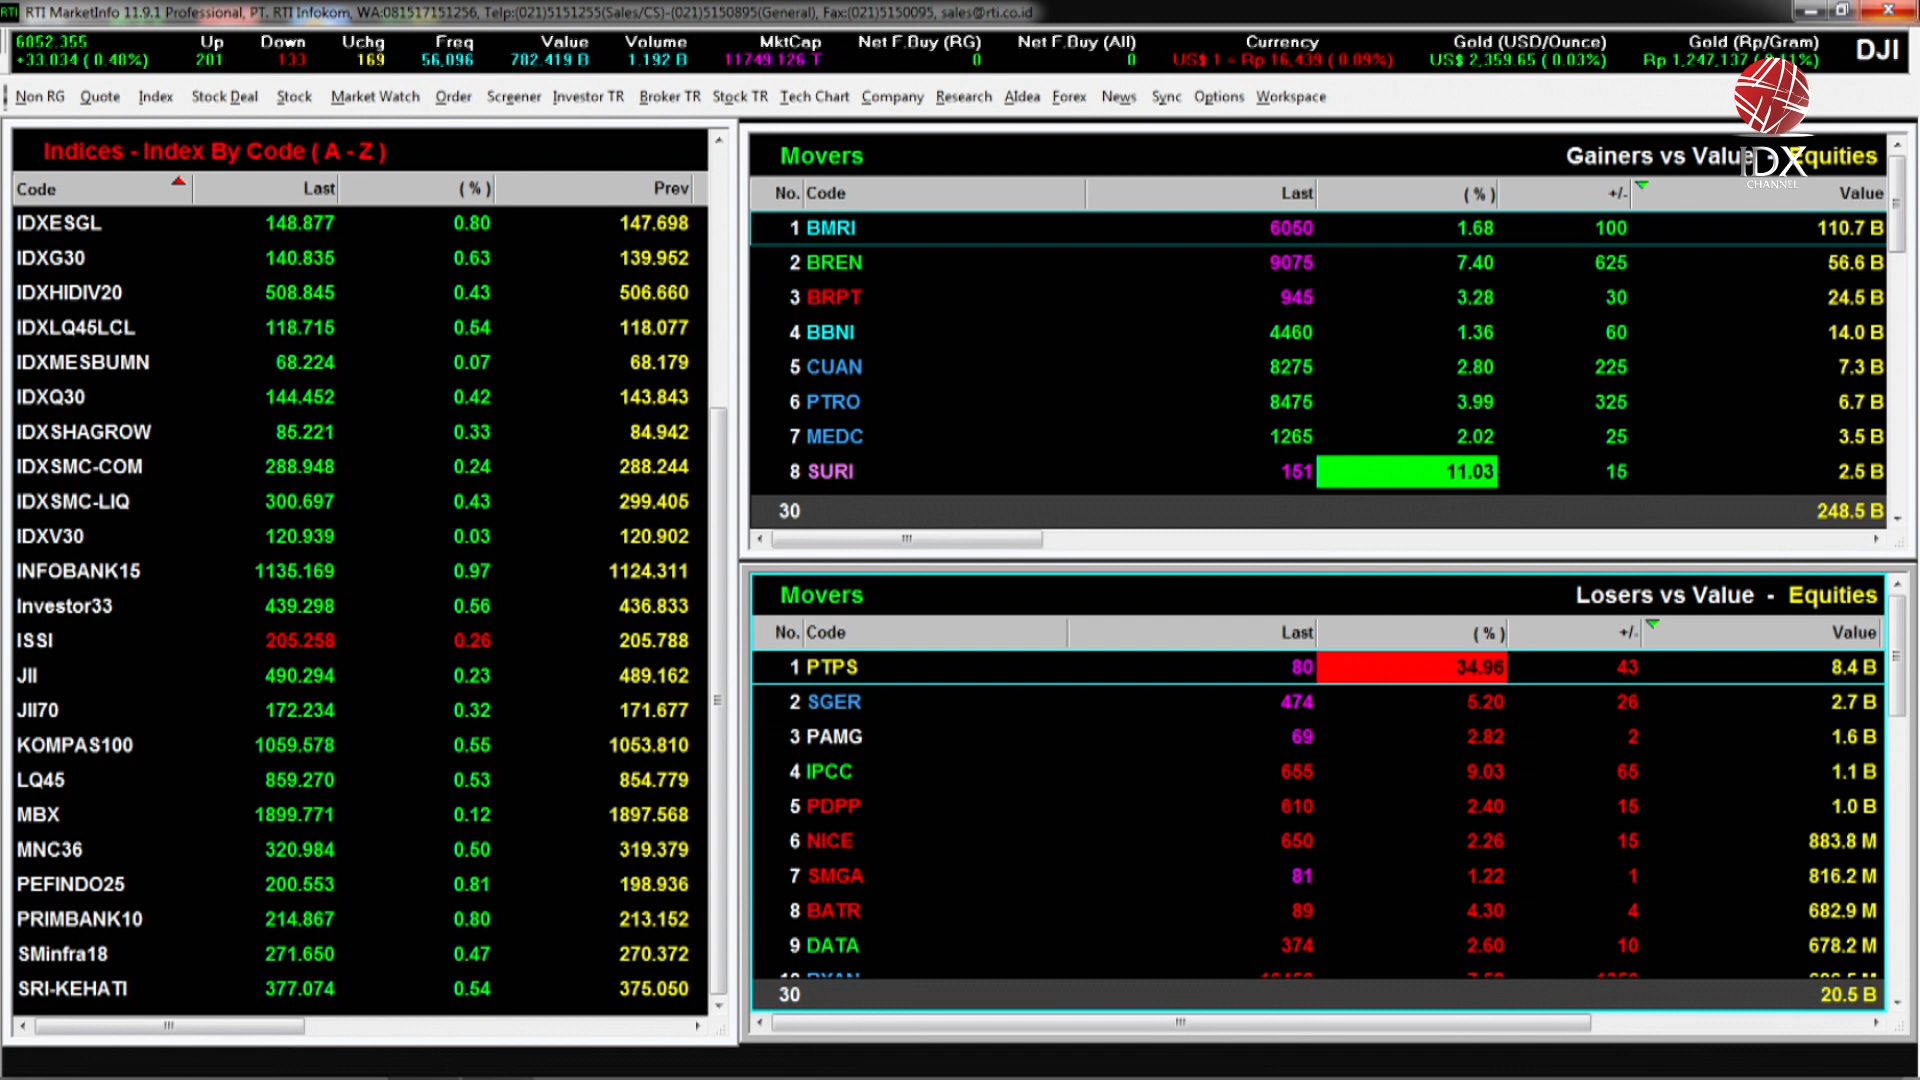 RTI RTI MarketInfo 11.9.1 Professional, PT. RTI Infokom, WA:081517151256, Telp:(021)5151255(Sales/CS)-(021)5150895(General), Fax:(021)5150095, sales@rti.co.id
6052.355 Up Down Uchg Freq Value Volume MktCap Net F.Buy (RG) Net F.Buy (All) Currency Gold (USD/Ounce) Gold (Rp/Gram) DJI
+33.034 ( 0.48%) 201 133 169 56,096 702.419 B 1.192 B 11749.126 T 0 0 US$ 1 = Rp 16,439 ( 0.09%) US$ 2,359.65 ( 0.03%) Rp 1,247,137
Non RG Quote Index Stock Deal Stock Market Watch Order Screener Investor TR Broker TR Stock TR Tech Chart Company Research AIdea Forex News Sync Options Workspace
IDX
CHANNEL
Indices - Index By Code ( A - Z )
Code Last ( % ) Prev
IDXESGL 148.877 0.80 147.698
IDXG30 140.835 0.63 139.952
IDXHIDIV20 508.845 0.43 506.660
IDXLQ45LCL 118.715 0.54 118.077
IDXMESBUMN 68.224 0.07 68.179
IDXQ30 144.452 0.42 143.843
IDXSHAGROW 85.221 0.33 84.942
IDXSMC-COM 288.948 0.24 288.244
IDXSMC-LIQ 300.697 0.43 299.405
IDXV30 120.939 0.03 120.902
INFOBANK15 1135.169 0.97 1124.311
Investor33 439.298 0.56 436.833
ISSI 205.258 0.26 205.788
JII 490.294 0.23 489.162
JII70 172.234 0.32 171.677
KOMPAS100 1059.578 0.55 1053.810
LQ45 859.270 0.53 854.779
MBX 1899.771 0.12 1897.568
MNC36 320.984 0.50 319.379
PEFINDO25 200.553 0.81 198.936
PRIMBANK10 214.867 0.80 213.152
SMinfra18 271.650 0.47 270.372
SRI-KEHATI 377.074 0.54 375.050
Movers Gainers vs Value - Equities
No. Code Last ( % ) +/- Value
1 BMRI 6050 1.68 100 110.7 B
2 BREN 9075 7.40 625 56.6 B
3 BRPT 945 3.28 30 24.5 B
4 BBNI 4460 1.36 60 14.0 B
5 CUAN 8275 2.80 225 7.3 B
6 PTRO 8475 3.99 325 6.7 B
7 MEDC 1265 2.02 25 3.5 B
8 SURI 151 11.03 15 2.5 B
30 248.5 B
Movers Losers vs Value - Equities
No. Code Last ( % ) +/- Value
1 PTPS 80 34.96 43 8.4 B
2 SGER 474 5.20 26 2.7 B
3 PAMG 69 2.82 2 1.6 B
4 IPCC 655 9.03 65 1.1 B
5 PDPP 610 2.40 15 1.0 B
6 NICE 650 2.26 15 883.8 M
7 SMGA 81 1.22 1 816.2 M
8 BATR 89 4.30 4 682.9 M
9 DATA 374 2.60 10 678.2 M
30 20.5 B